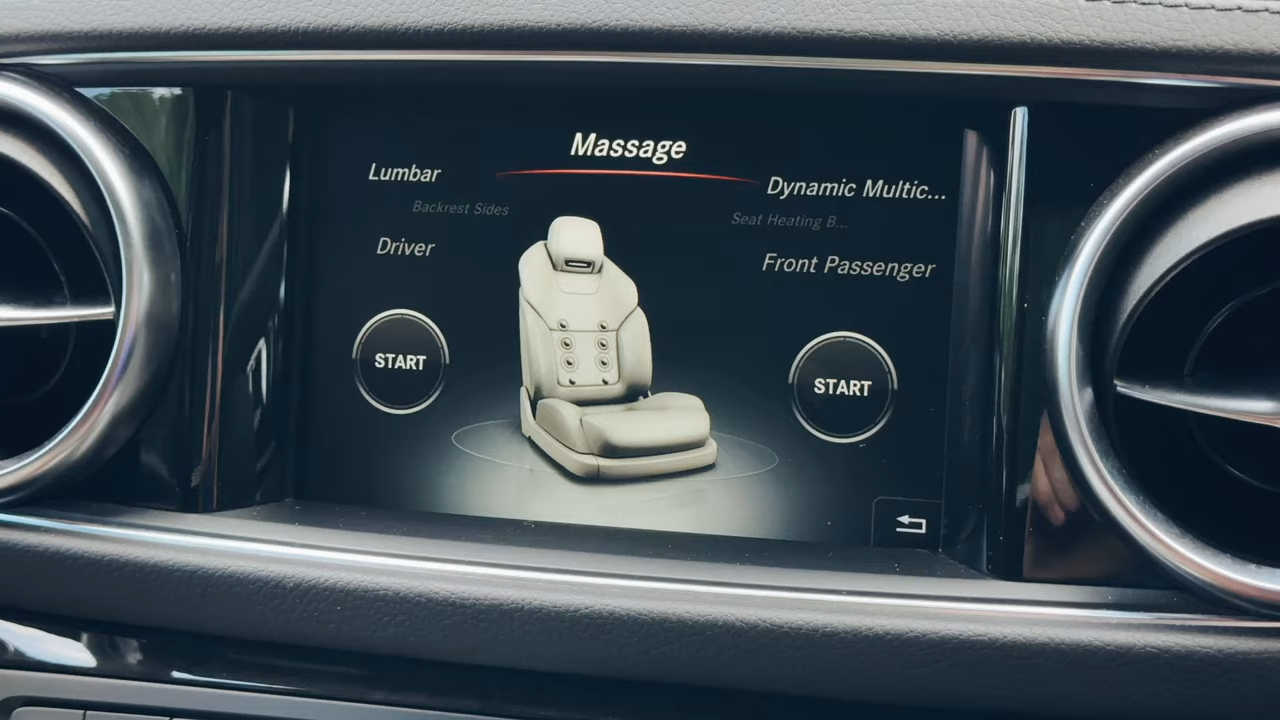 Massage
Lumbar
Dynamic Multic...
Backrest Sides
Seat Heating B...
Driver
Front Passenger
START
START